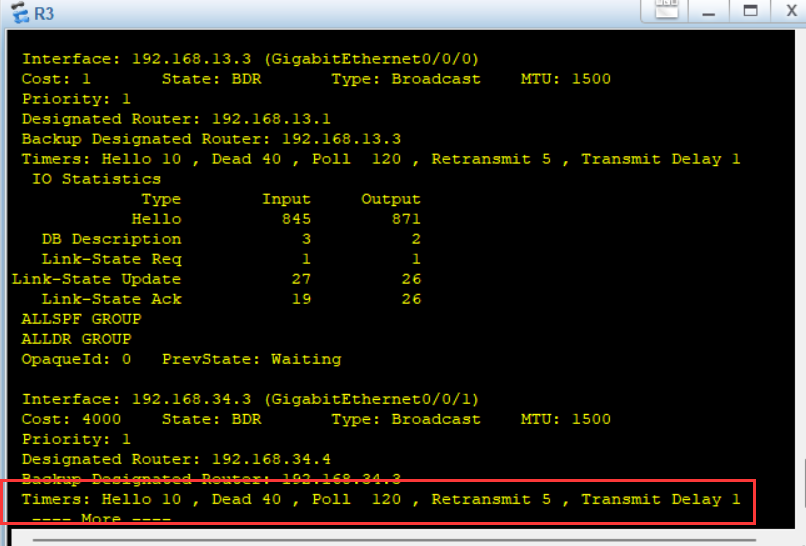 R3
Interface: 192.168.13.3 (GigabitEthernet0/0/0)
Cost: 1 State: BDR Type: Broadcast MTU: 1500
Priority: 1
Designated Router: 192.168.13.1
Backup Designated Router: 192.168.13.3
Timers: Hello 10 , Dead 40 , Poll 120 , Retransmit 5 , Transmit Delay 1
IO Statistics
Type Input Output
Hello 845 871
DB Description 3 2
Link-State Req 1 1
Link-State Update 27 26
Link-State Ack 19 26
ALLSPF GROUP
ALLDR GROUP
OpaqueId: 0 PrevState: Waiting
Interface: 192.168.34.3 (GigabitEthernet0/0/1)
Cost: 4000 State: BDR Type: Broadcast MTU: 1500
Priority: 1
Designated Router: 192.168.34.4
Backup Designated Router: 192.168.34.3
Timers: Hello 10 , Dead 40 , Poll 120 , Retransmit 5 , Transmit Delay 1
---- More ----